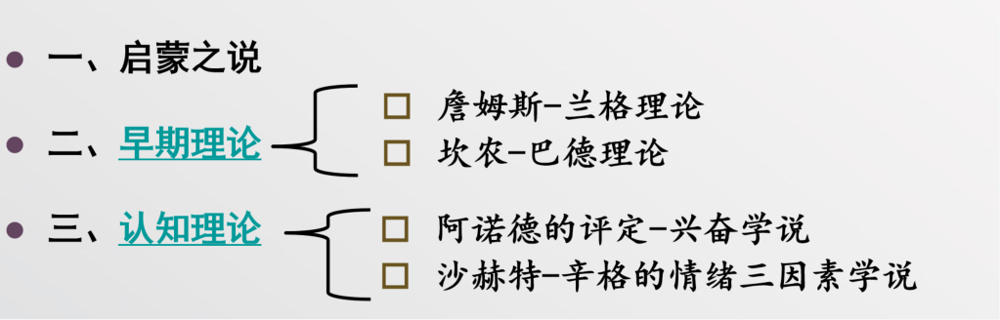 一、启蒙之说
二、早期理论
詹姆斯-兰格理论
坎农-巴德理论
三、认知理论
阿诺德的评定-兴奋学说
沙赫特-辛格的情绪三因素学说